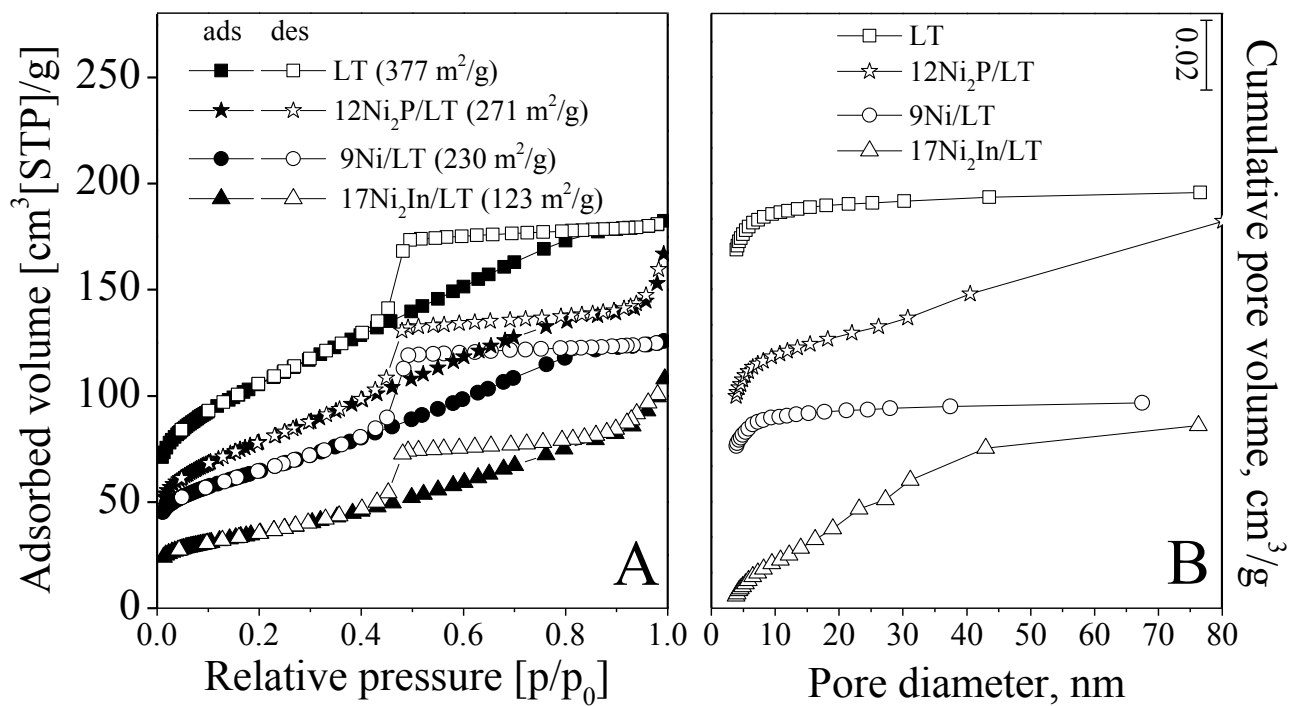 ads des
LT (377 m²/g)
12Ni₂P/LT (271 m²/g)
9Ni/LT (230 m²/g)
17Ni₂In/LT (123 m²/g)
Adsorbed volume [cm³[STP]/g]
250
200
150
100
50
0
0.0 0.2 0.4 0.6 0.8 1.0
Relative pressure [p/p₀]
A
LT
12Ni₂P/LT
9Ni/LT
17Ni₂In/LT
0.02
B
0 10 20 30 40 50 60 70 80
Pore diameter, nm
Cumulative pore volume, cm³/g